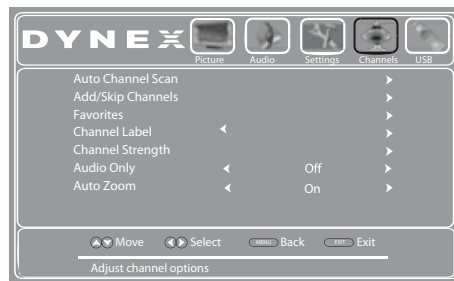 DYNEX
Picture Audio Settings Channels USB
Auto Channel Scan
Add/Skip Channels
Favorites
Channel Label
Channel Strength
Audio Only Off
Auto Zoom On
Move Select MENU Back EXIT Exit
Adjust channel options